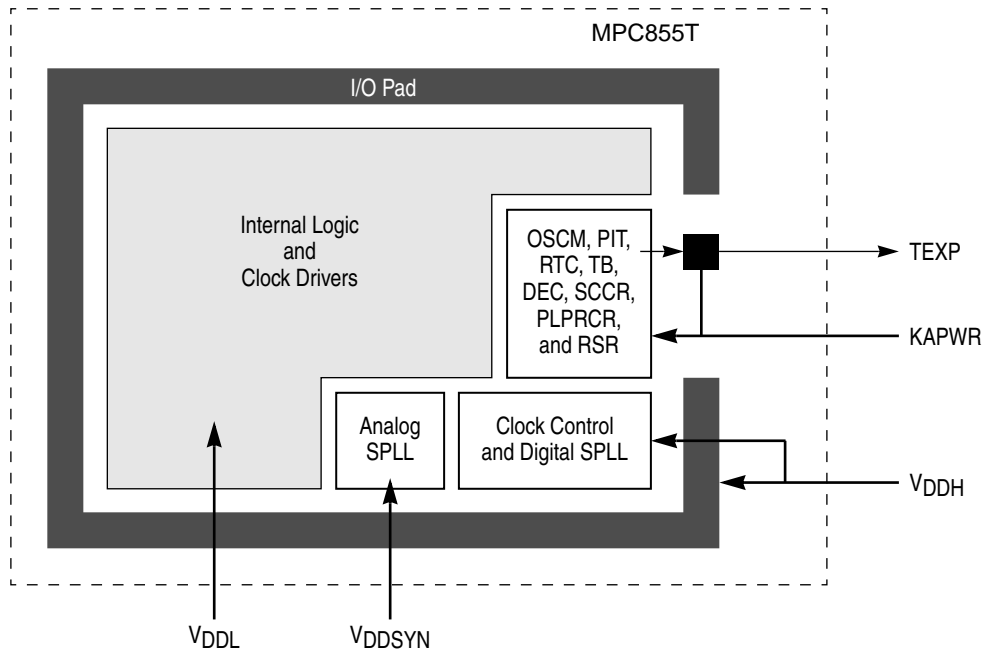 MPC855T
I/O Pad
Internal Logic
and
Clock Drivers
OSCM, PIT,
RTC, TB,
DEC, SCCR,
PLPRCR,
and RSR
TEXP
KAPWR
Analog
SPLL
Clock Control
and Digital SPLL
VDDH
VDDL
VDDSYN